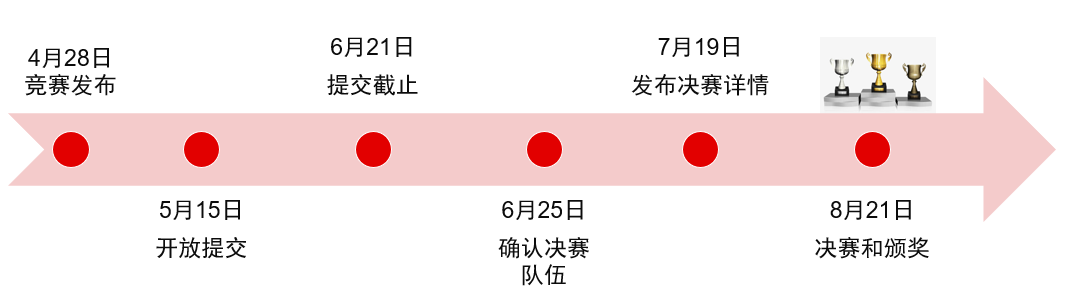 4月28日
竞赛发布
5月15日
开放提交
6月21日
提交截止
6月25日
确认决赛
队伍
7月19日
发布决赛详情
8月21日
决赛和颁奖